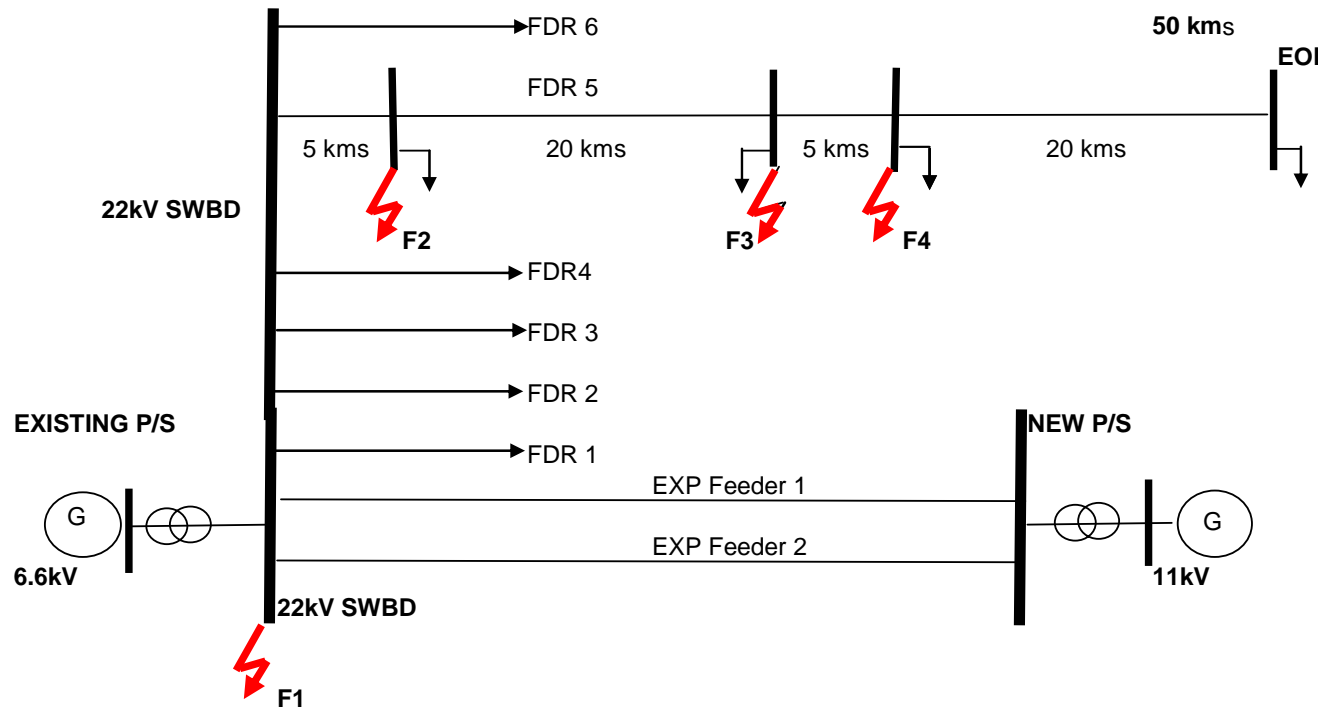 FDR 6
50 kms
EOL
FDR 5
5 kms
20 kms
5 kms
20 kms
22kV SWBD
F2
F3
F4
FDR4
FDR 3
FDR 2
EXISTING P/S
NEW P/S
FDR 1
EXP Feeder 1
G
G
EXP Feeder 2
6.6kV
11kV
22kV SWBD
F1